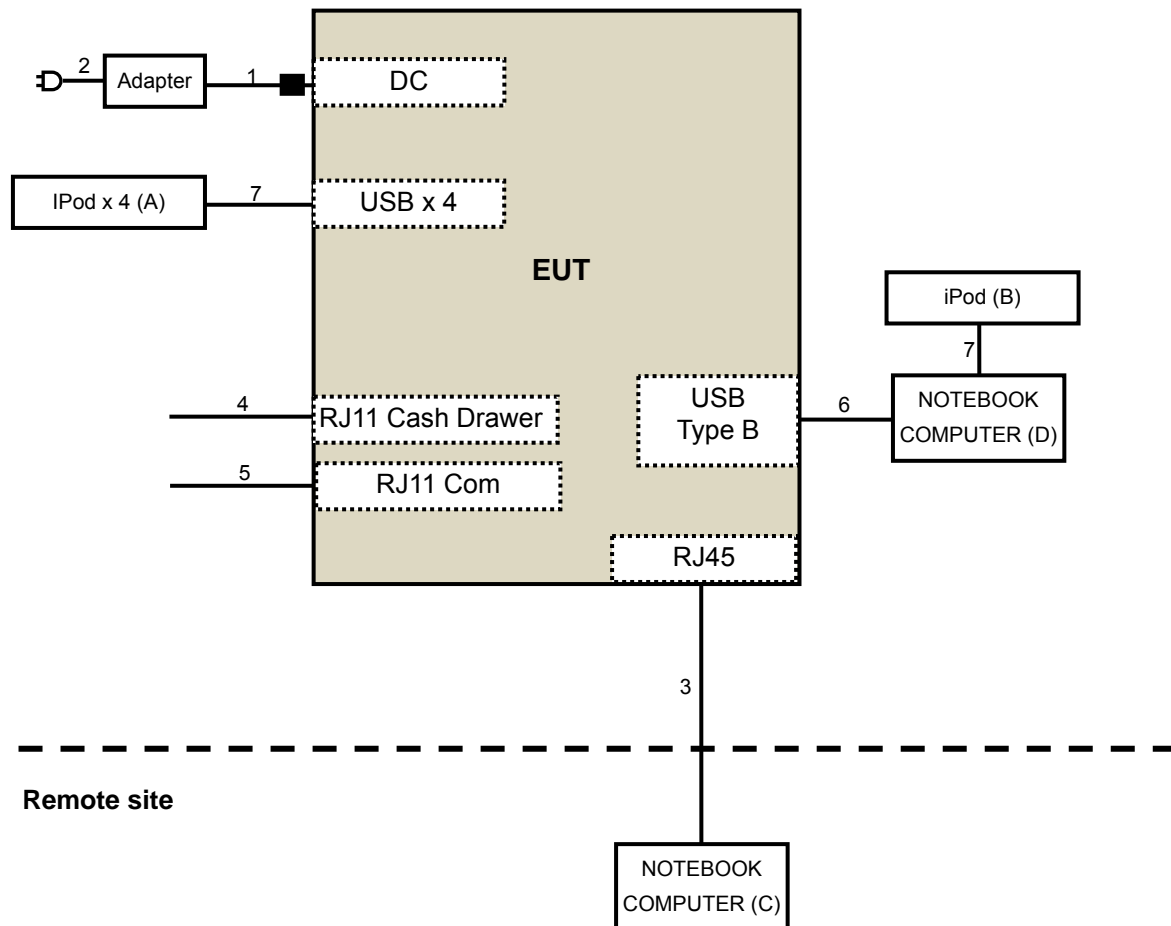 2
Adapter
1
DC
IPod x 4 (A)
7
USB x 4
EUT
iPod (B)
7
4
RJ11 Cash Drawer
USB
Type B
6
NOTEBOOK
COMPUTER (D)
5
RJ11 Com
RJ45
3
Remote site
NOTEBOOK
COMPUTER (C)